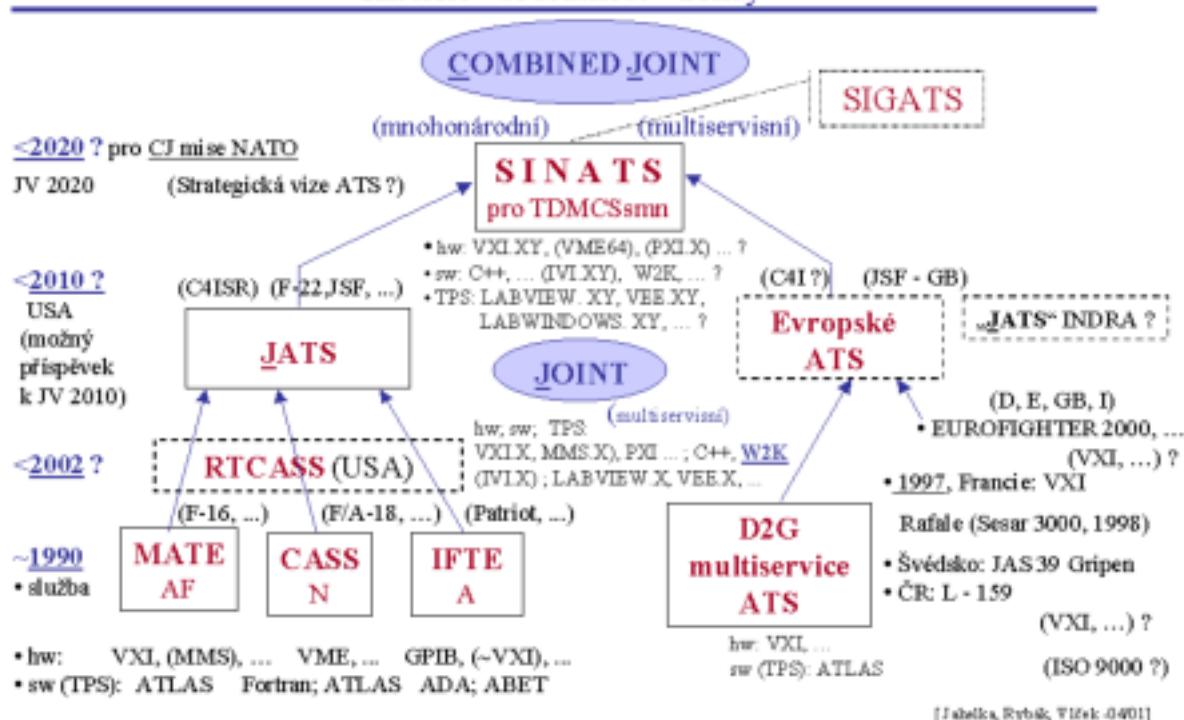 COMBINED JOINT
SIGATS
(mnohonárodní) (multiservisní)
<2020 ? pro CJ mise NATO
JV 2020 (Strategická vize ATS ?)
SINATS
pro TDMCSsmn
• hw: VXI.XY, (VME64), (PXI.X) ... ?
• sw: C++, ... (IVI.XY), W2K, ... ?
• TPS: LABVIEW. XY, VEE.XY,
LABWINDOWS. XY, ... ?
<2010 ?
USA
(možný
příspěvek
k JV 2010)
(C4ISR) (F-22,JSF, ...)
JATS
(C4I ?) (JSF - GB)
Evropské
ATS
„JATS“ INDRA ?
JOINT
(multiservisní)
hw, sw; TPS:
VXI.X, MMS.X), PXI ... ; C++, W2K
(IVI.X) ; LABVIEW.X, VEE.X, ...
(D, E, GB, I)
• EUROFIGHTER 2000, ...
(VXI, ...) ?
<2002 ?
RTCASS (USA)
• 1997, Francie: VXI
Rafale (Sesar 3000, 1998)
• Švédsko: JAS 39 Gripen
• ČR: L - 159
(VXI, ...) ?
(ISO 9000 ?)
(F-16, ...) (F/A-18, ...) (Patriot, ...)
~1990
• služba
MATE
AF
CASS
N
IFTE
A
D2G
multiservice
ATS
hw: VXI, ...
sw (TPS): ATLAS
• hw: VXI, (MMS), ... VME, ... GPIB, (~VXI), ...
• sw (TPS): ATLAS Fortran; ATLAS ADA; ABET
Rybák, Vlček -04/01]